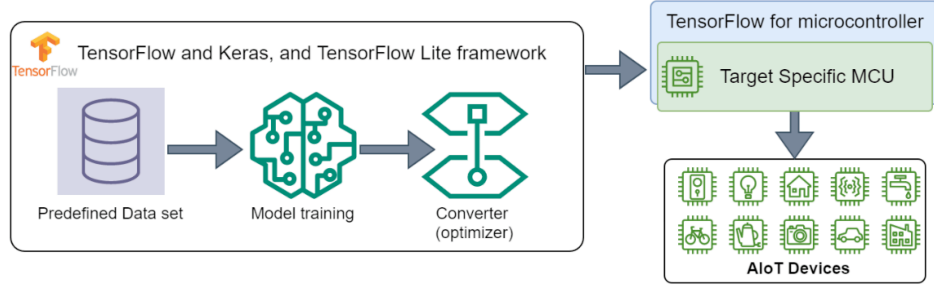 TensorFlow and Keras, and TensorFlow Lite framework
TensorFlow
Predefined Data set
Model training
Converter
(optimizer)
TensorFlow for microcontroller
Target Specific MCU
AIoT Devices